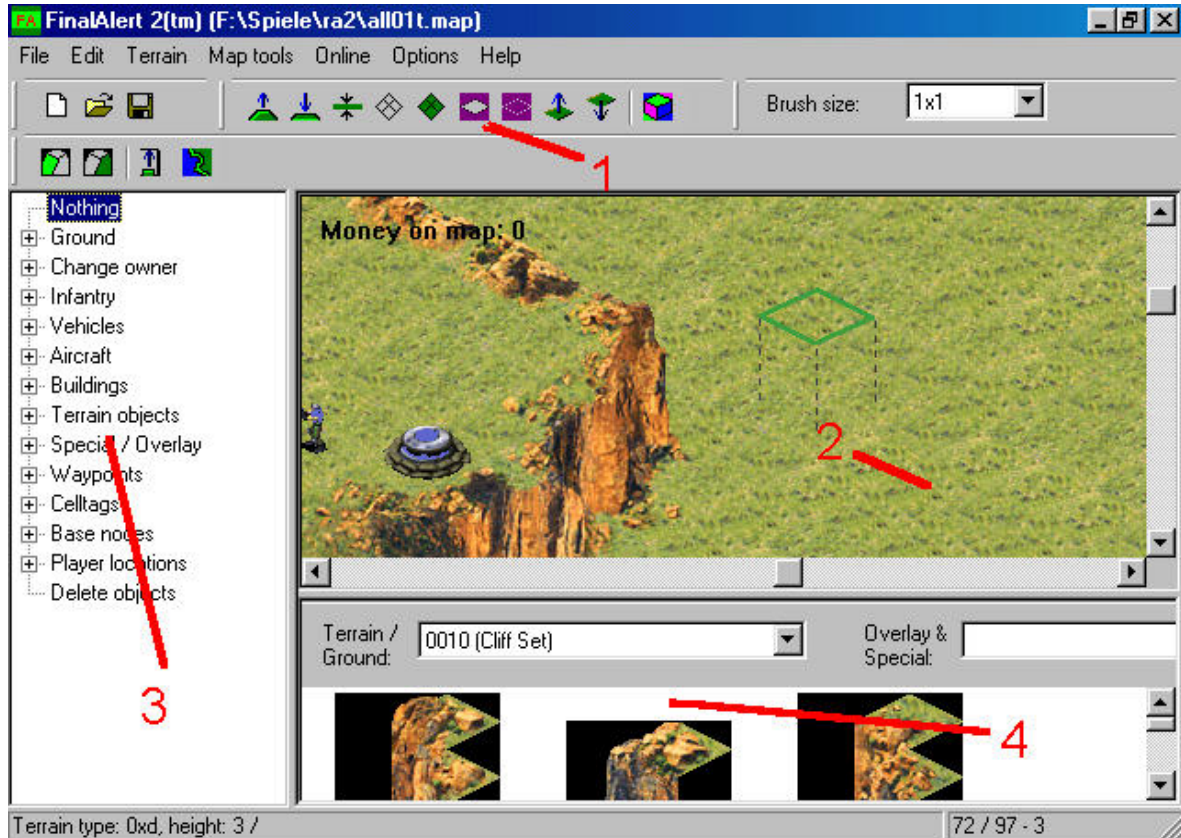 FA FinalAlert 2(tm) (F:\Spiele\ra2\all01t.map)
File Edit Terrain Map tools Online Options Help
Brush size: 1x1
1
Nothing
Ground
Change owner
Infantry
Vehicles
Aircraft
Buildings
Terrain objects
Special / Overlay
Waypoints
Celltags
Base nodes
Player locations
Delete objects
3
Money on map: 0
2
Terrain /
Ground:
0010 (Cliff Set)
Overlay &
Special:
4
Terrain type: 0xd, height: 3 /
72 / 97 - 3